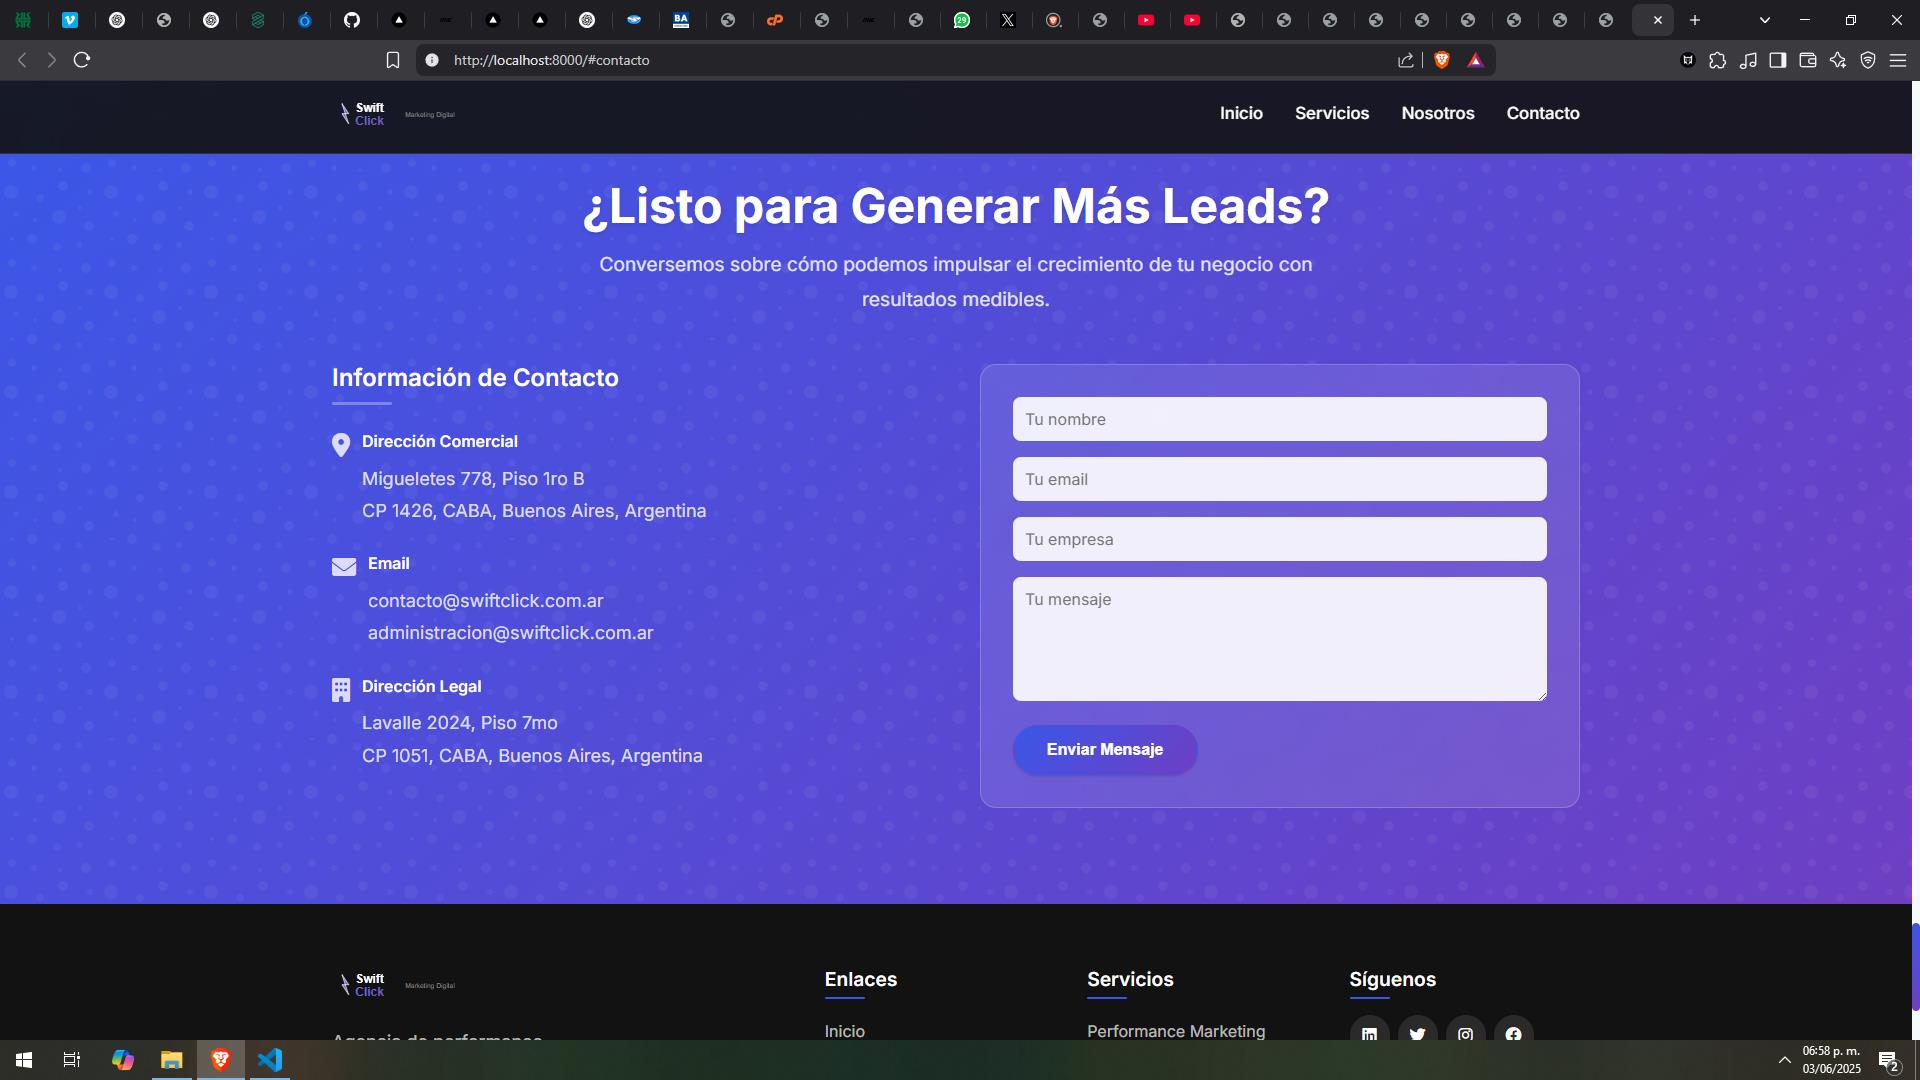 http://localhost:8000/#contacto
Swift
Click
Marketing Digital
Inicio
Servicios
Nosotros
Contacto
¿Listo para Generar Más Leads?
Conversemos sobre cómo podemos impulsar el crecimiento de tu negocio con
resultados medibles.
Información de Contacto
Dirección Comercial
Migueletes 778, Piso 1ro B
CP 1426, CABA, Buenos Aires, Argentina
Email
contacto@swiftclick.com.ar
administracion@swiftclick.com.ar
Dirección Legal
Lavalle 2024, Piso 7mo
CP 1051, CABA, Buenos Aires, Argentina
Tu nombre
Tu email
Tu empresa
Tu mensaje
Enviar Mensaje
Swift
Click
Marketing Digital
Agencia de performance
Enlaces
Inicio
Servicios
Performance Marketing
Síguenos
06:58 p. m.
03/06/2025
2